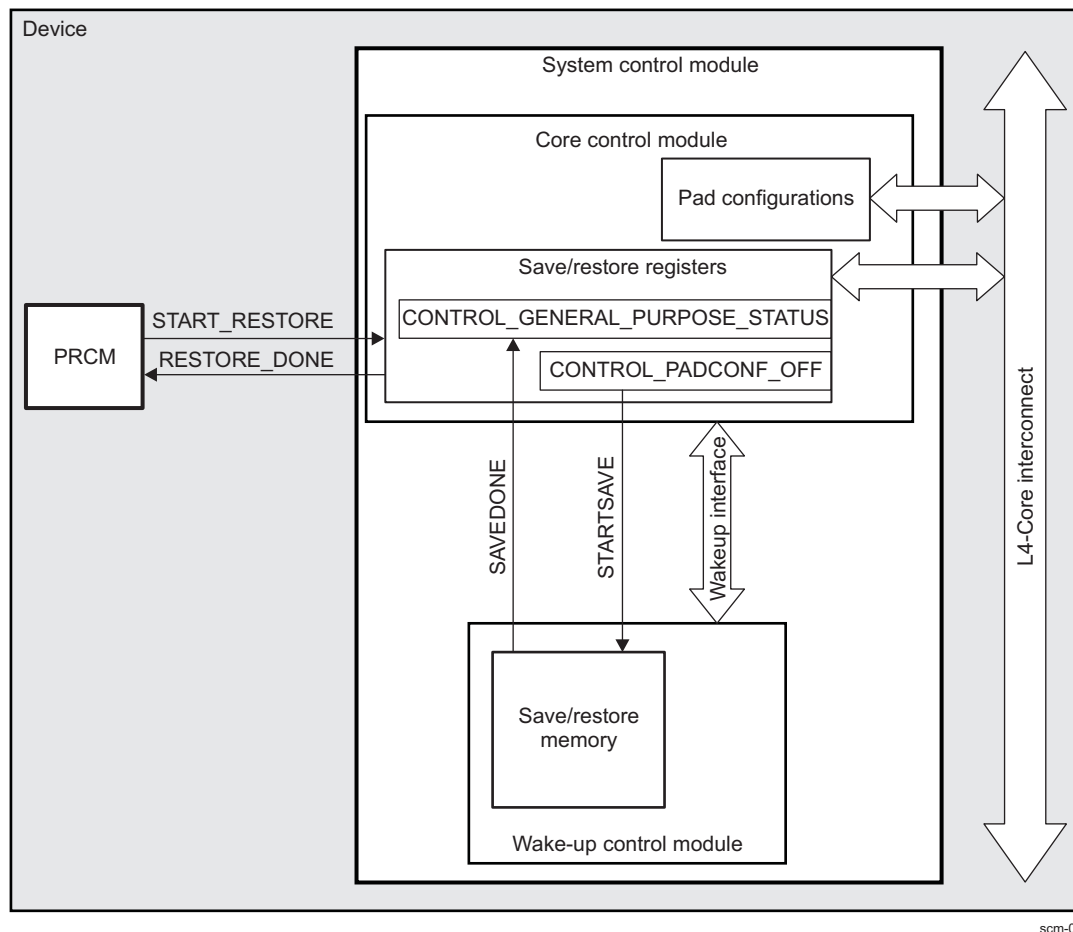 Device
System control module
Core control module
Pad configurations
Save/restore registers
CONTROL_GENERAL_PURPOSE_STATUS
CONTROL_PADCONF_OFF
START_RESTORE
PRCM
RESTORE_DONE
SAVEDONE
STARTSAVE
Wakeup interface
L4-Core interconnect
Save/restore
memory
Wake-up control module